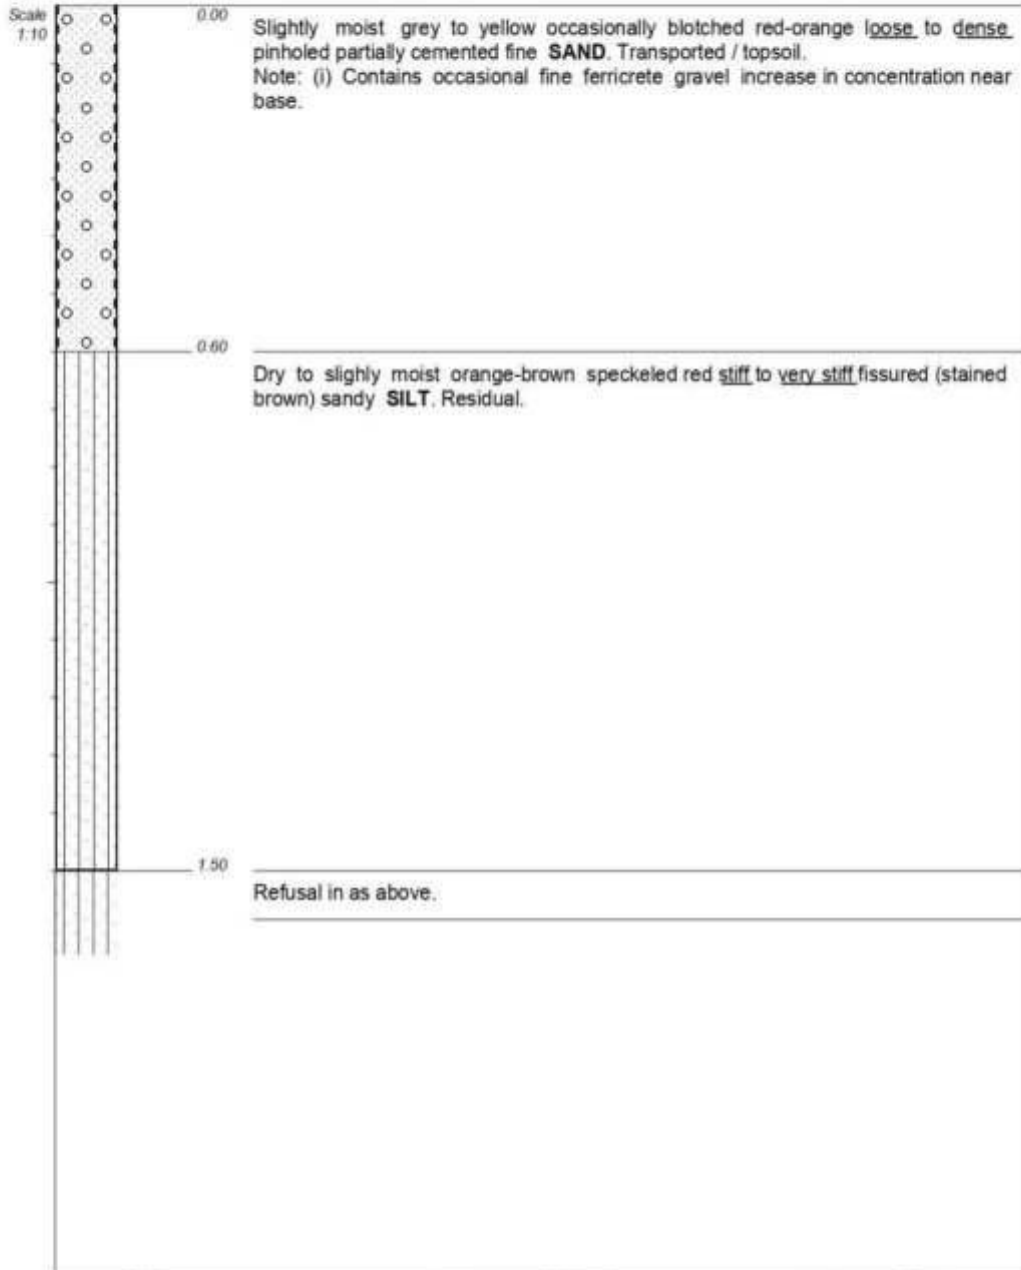 Scale
1:10
0.00
Slightly moist grey to yellow occasionally blotched red-orange loose to dense
pinholed partially cemented fine SAND. Transported / topsoil.
Note: (i) Contains occasional fine ferricrete gravel increase in concentration near
base.
0.60
Dry to slighly moist orange-brown speckeled red stiff to very stiff fissured (stained
brown) sandy SILT. Residual.
1.50
Refusal in as above.